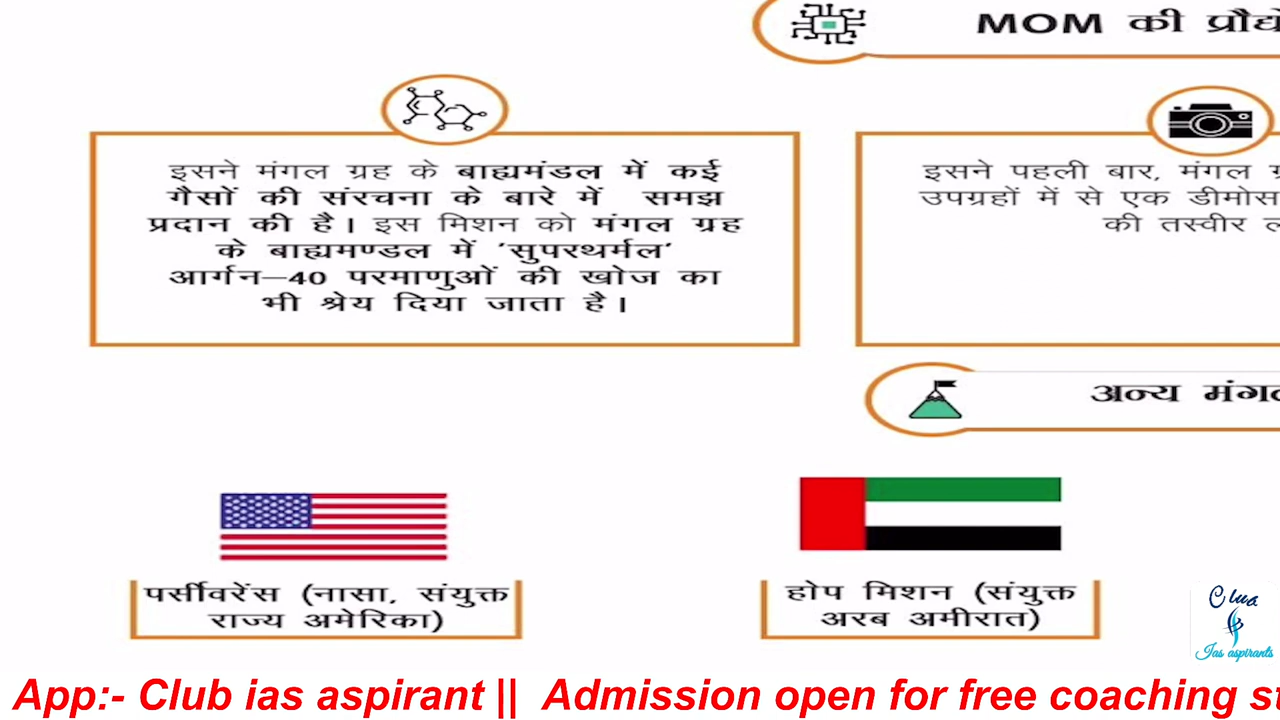 MOM की
इसने मंगल ग्रह के बाह्यमंडल में कई
गैसों की संरचना के बारे में समझ
प्रदान की है। इस मिशन को मंगल ग्रह
के बाह्यमण्डल में 'सुपरथर्मल'
आर्गन–40 परमाणुओं की खोज का
भी श्रेय दिया जाता है।
इसने पहली बार, मंगल
उपग्रहों में से एक डीमोस
की तस्वीर
अन्य
पर्सीवरेंस (नासा, संयुक्त
राज्य अमेरिका)
होप मिशन (संयुक्त
अरब अमीरात)
Club
Ias aspirants
App:- Club ias aspirant || Admission open for free coaching